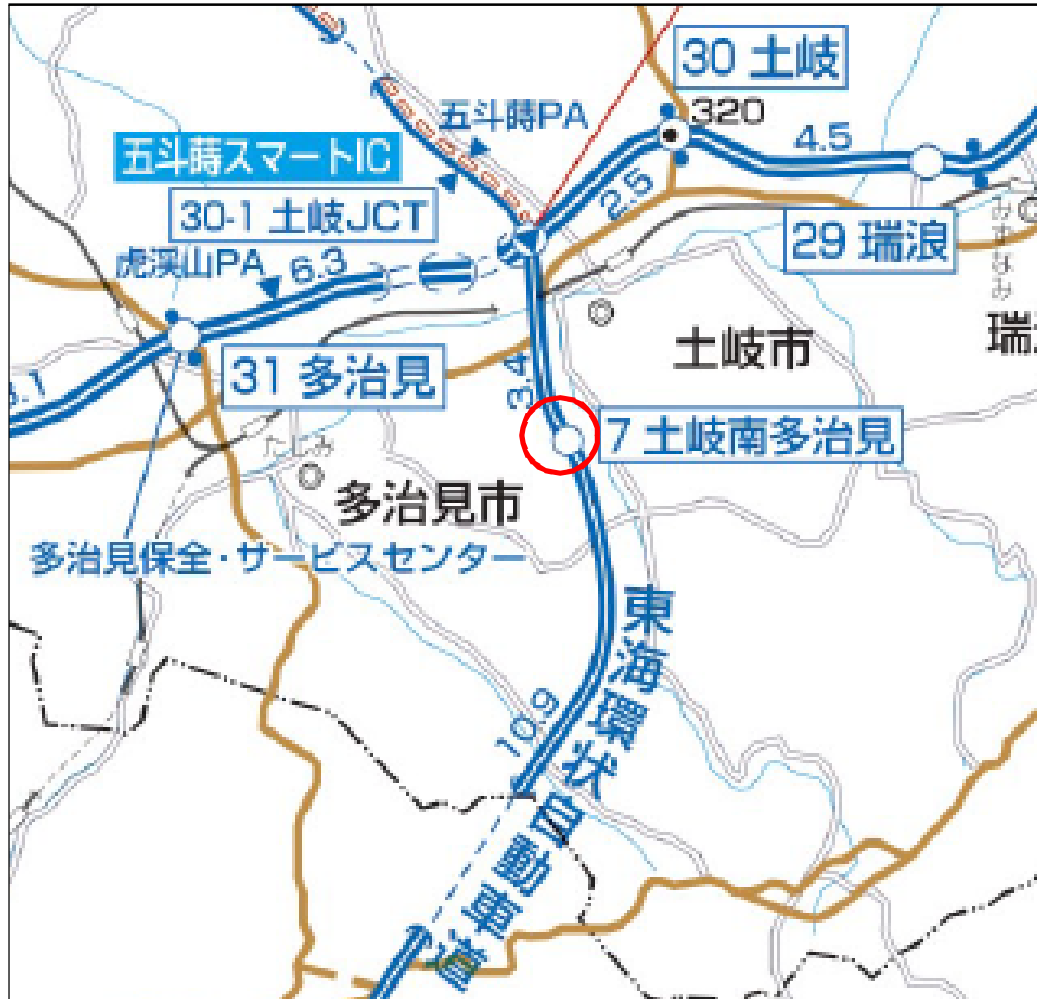 30 土岐
320
五斗蒔PA
4.5
五斗蒔スマートIC
2.5
30-1 土岐JCT
29 瑞浪
みずなみ
虎渓山PA
6.3
土岐市
31 多治見
3.4
7 土岐南多治見
たじみ
多治見市
多治見保全・サービスセンター
東海環状自動車道
10.9